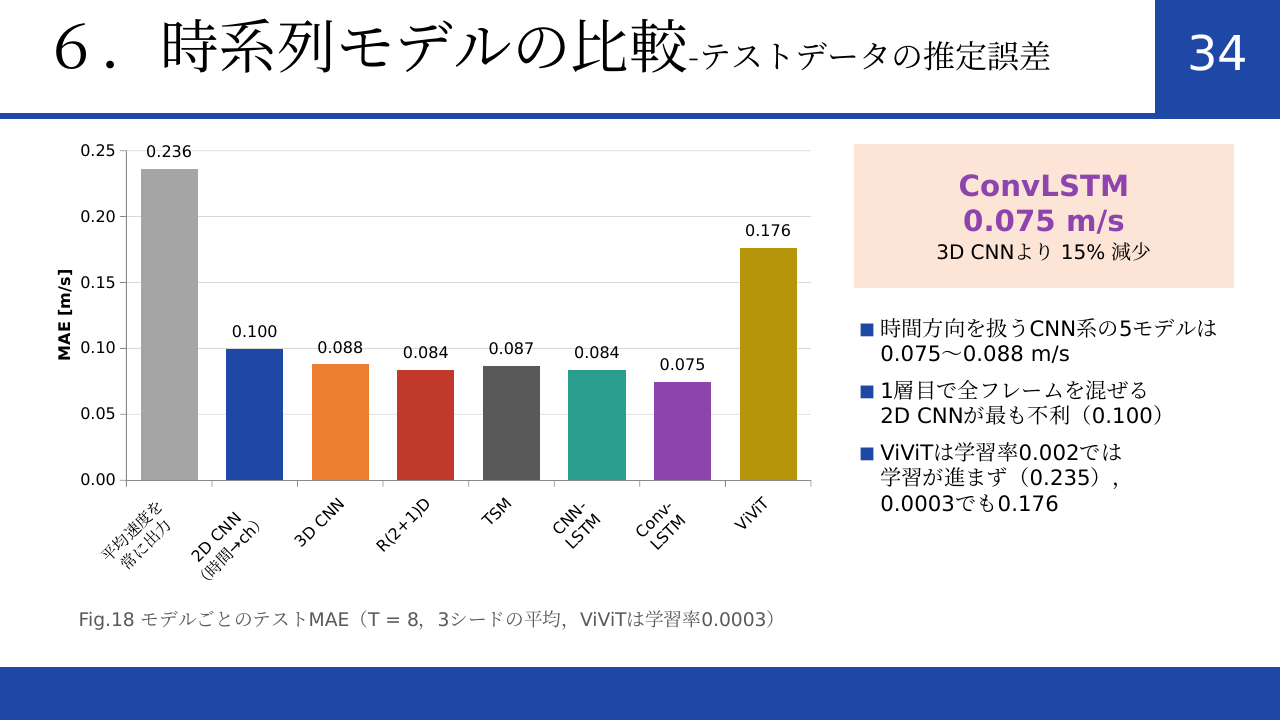 6．時系列モデルの比較-テストデータの推定誤差
34
MAE [m/s]
0.25
0.20
0.15
0.10
0.05
0.00
0.236
0.100
0.088
0.084
0.087
0.084
0.075
0.176
平均速度を
常に出力
2D CNN
（時間→ch）
3D CNN
R(2+1)D
TSM
CNN-
LSTM
Conv-
LSTM
ViViT
Fig.18 モデルごとのテストMAE（T = 8，3シードの平均，ViViTは学習率0.0003）
ConvLSTM
0.075 m/s
3D CNNより 15% 減少
■時間方向を扱うCNN系の5モデルは
0.075～0.088 m/s
■1層目で全フレームを混ぜる
2D CNNが最も不利（0.100）
■ViViTは学習率0.002では
学習が進まず（0.235），
0.0003でも0.176